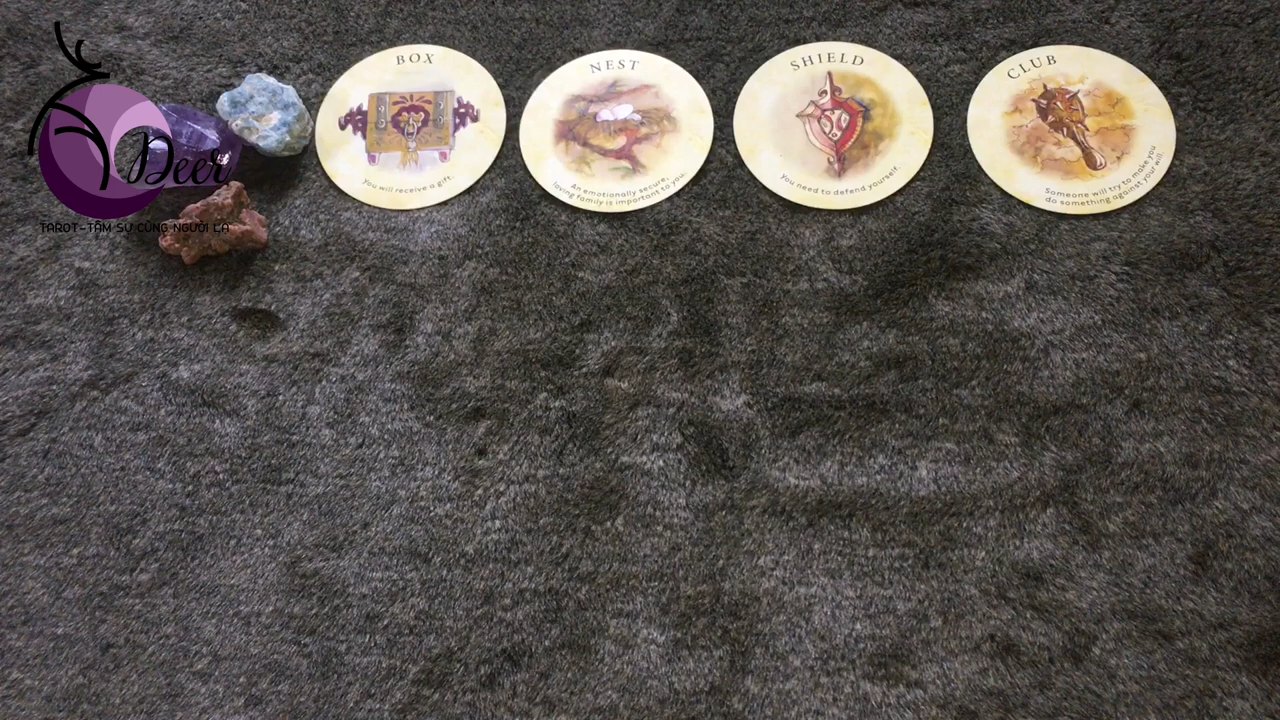 Deer
TAROT-TÂM SỰ CÙNG NGƯỜI LẠ
BOX
You will receive a gift.
NEST
An emotionally secure,
loving family is important to you.
SHIELD
You need to defend yourself.
CLUB
Someone will try to make you
do something against your will.